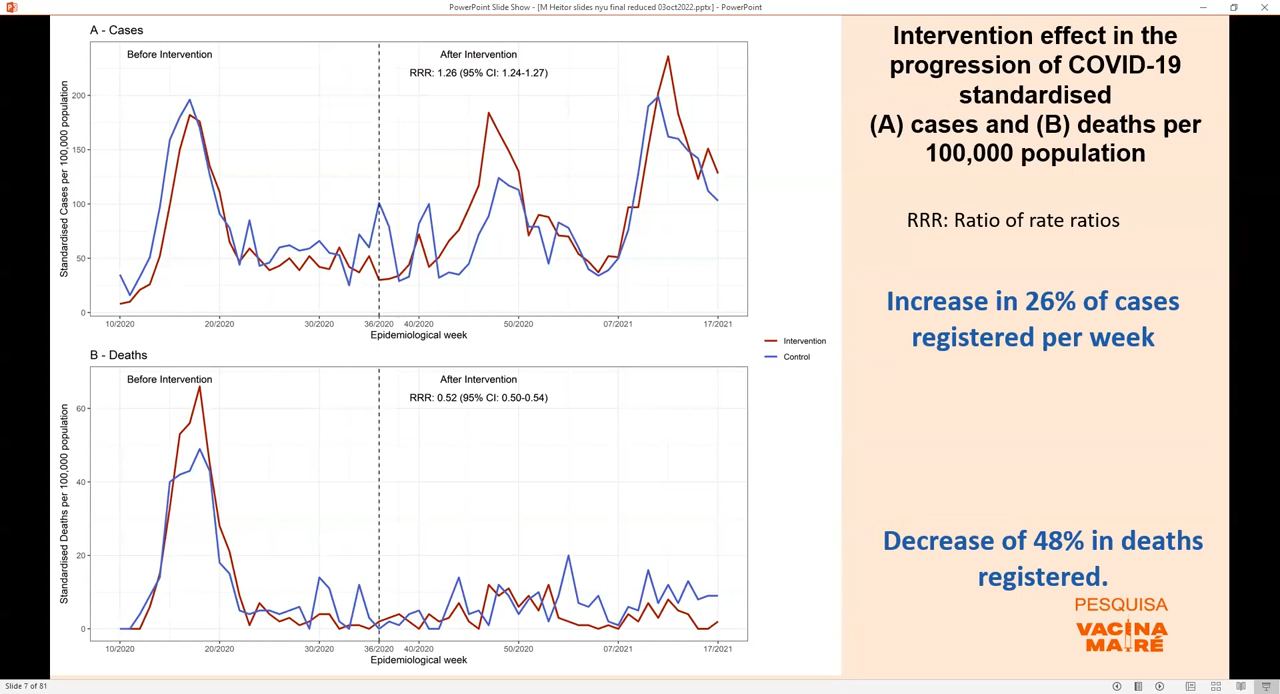 PowerPoint Slide Show - [M Heitor slides nyu final reduced 03oct2022.pptx] - PowerPoint
A - Cases
Before Intervention
After Intervention
RRR: 1.26 (95% CI: 1.24-1.27)
Standardised Cases per 100,000 population
200
150
100
50
0
10/2020
20/2020
30/2020
36/2020
40/2020
50/2020
07/2021
17/2021
Epidemiological week
B - Deaths
Before Intervention
After Intervention
RRR: 0.52 (95% CI: 0.50-0.54)
Standardised Deaths per 100,000 population
60
40
20
0
10/2020
20/2020
30/2020
36/2020
40/2020
50/2020
07/2021
17/2021
Epidemiological week
Intervention
Control
Intervention effect in the
progression of COVID-19
standardised
(A) cases and (B) deaths per
100,000 population
RRR: Ratio of rate ratios
Increase in 26% of cases
registered per week
Decrease of 48% in deaths
registered.
PESQUISA
VACINA
MARÉ
Slide 7 of 81